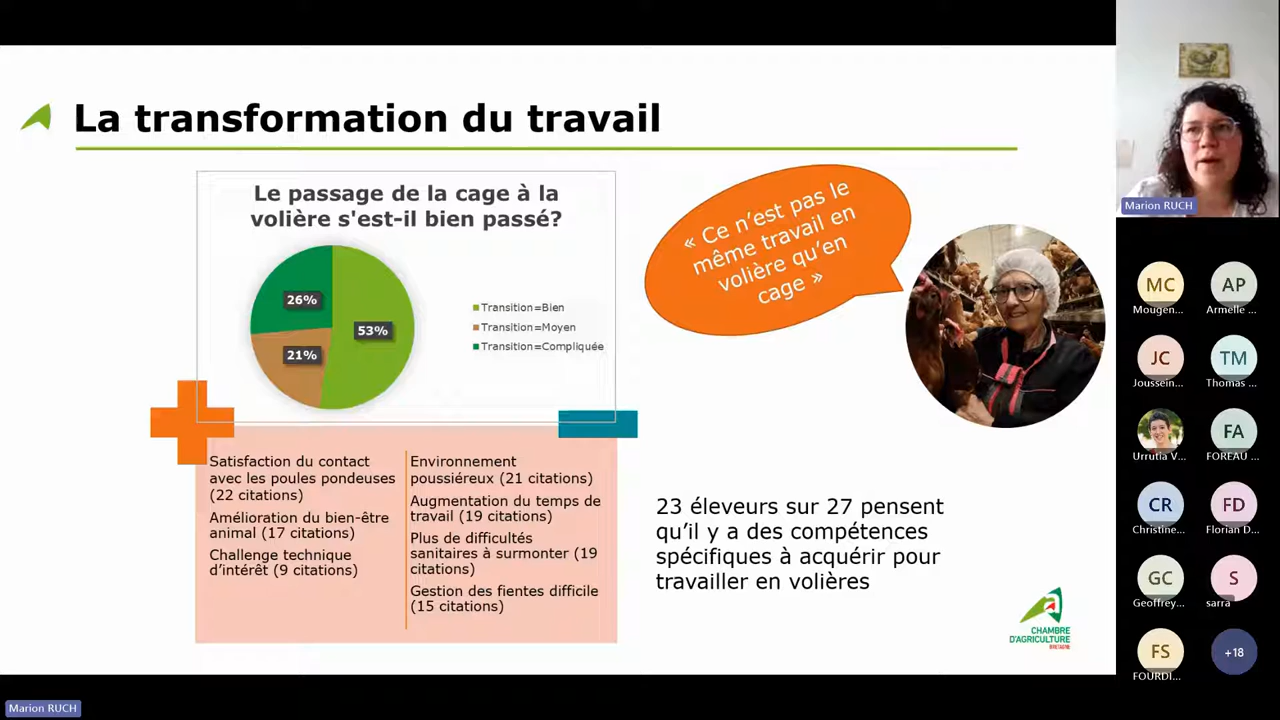 La transformation du travail
Le passage de la cage à la
volière s'est-il bien passé?
26%
53%
21%
Transition=Bien
Transition=Moyen
Transition=Compliquée
« Ce n'est pas le
même travail en
volière qu'en
cage »
Satisfaction du contact
avec les poules pondeuses
(22 citations)
Amélioration du bien-être
animal (17 citations)
Challenge technique
d'intérêt (9 citations)
Environnement
poussiéreux (21 citations)
Augmentation du temps de
travail (19 citations)
Plus de difficultés
sanitaires à surmonter (19
citations)
Gestion des fientes difficile
(15 citations)
23 éleveurs sur 27 pensent
qu'il y a des compétences
spécifiques à acquérir pour
travailler en volières
CHAMBRE
D'AGRICULTURE
BRETAGNE
Marion RUCH
MC
Mougen...
AP
Armelle ...
JC
Joussein...
TM
Thomas ...
Urrutia V...
FA
FOREAU ...
CR
Christine...
FD
Florian D...
GC
Geoffrey...
S
sarra
FS
FOURDI...
+18
Marion RUCH